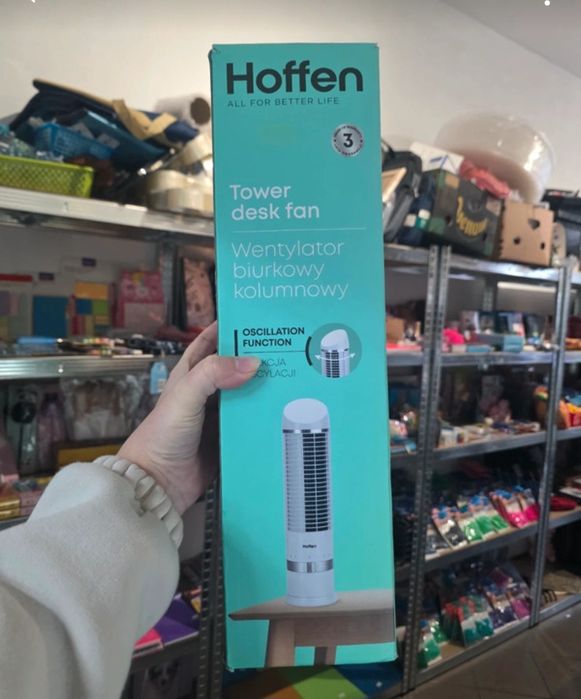 Hoffen
ALL FOR BETTER LIFE
3
Tower
desk fan
Wentylator
biurkowy
kolumnowy
OSCILLATION
FUNCTION
Hoffen